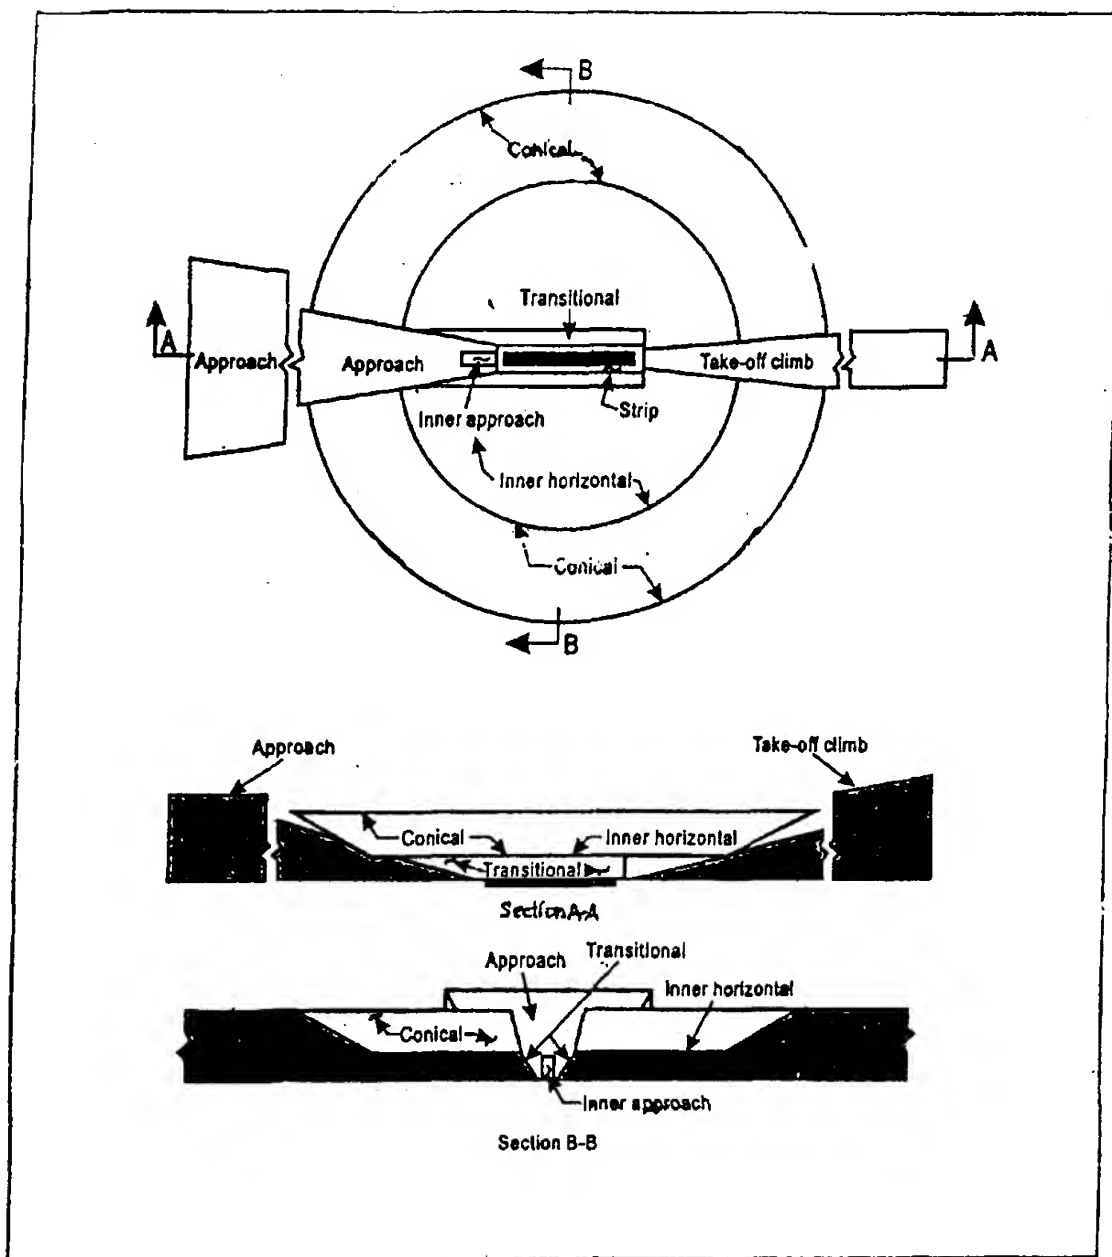 B
Conical
Transitional
A
Approach
Approach
Take-off climb
A
Inner approach
Strip
Inner horizontal
Conical
B
Approach
Take-off climb
Conical
Inner horizontal
Transitional
Section A-A
Approach
Transitional
Inner horizontal
Conical
Inner approach
Section B-B